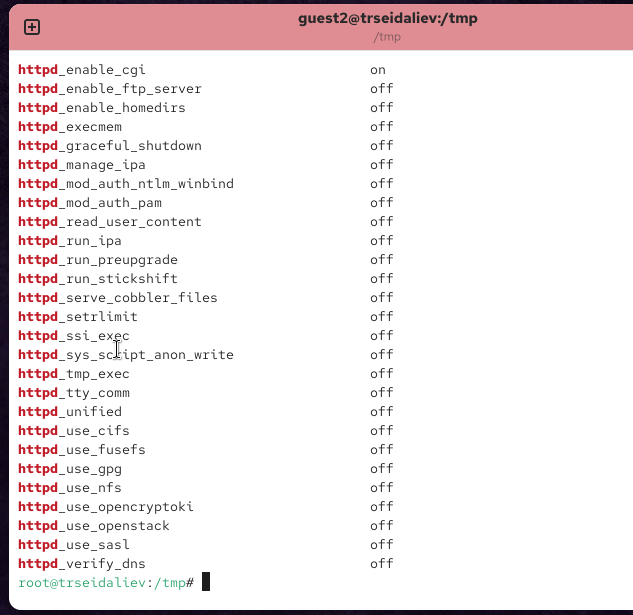 guest2@trseidaliev:/tmp
/tmp
httpd_enable_cgi on
httpd_enable_ftp_server off
httpd_enable_homedirs off
httpd_execmem off
httpd_graceful_shutdown off
httpd_manage_ipa off
httpd_mod_auth_ntlm_winbind off
httpd_mod_auth_pam off
httpd_read_user_content off
httpd_run_ipa off
httpd_run_preupgrade off
httpd_run_stickshift off
httpd_serve_cobbler_files off
httpd_setrlimit off
httpd_ssi_exec off
httpd_sys_script_anon_write off
httpd_tmp_exec off
httpd_tty_comm off
httpd_unified off
httpd_use_cifs off
httpd_use_fusefs off
httpd_use_gpg off
httpd_use_nfs off
httpd_use_opencryptoki off
httpd_use_openstack off
httpd_use_sasl off
httpd_verify_dns off
root@trseidaliev:/tmp#